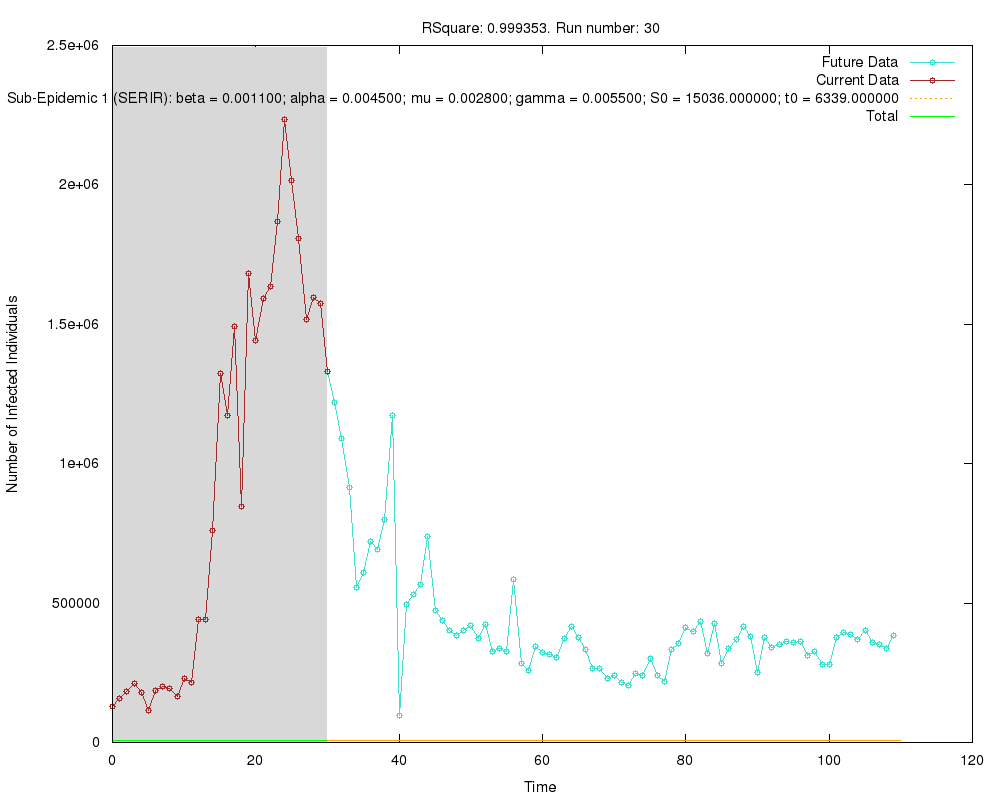 RSquare: 0.999353. Run number: 30
2.5e+06
Future Data
Current Data
Sub-Epidemic 1 (SERIR): beta = 0.001100; alpha = 0.004500; mu = 0.002800; gamma = 0.005500; S0 = 15036.000000; t0 = 6339.000000
Total
2e+06
1.5e+06
Number of Infected Individuals
1e+06
500000
0
0 20 40 60 80 100 120
Time